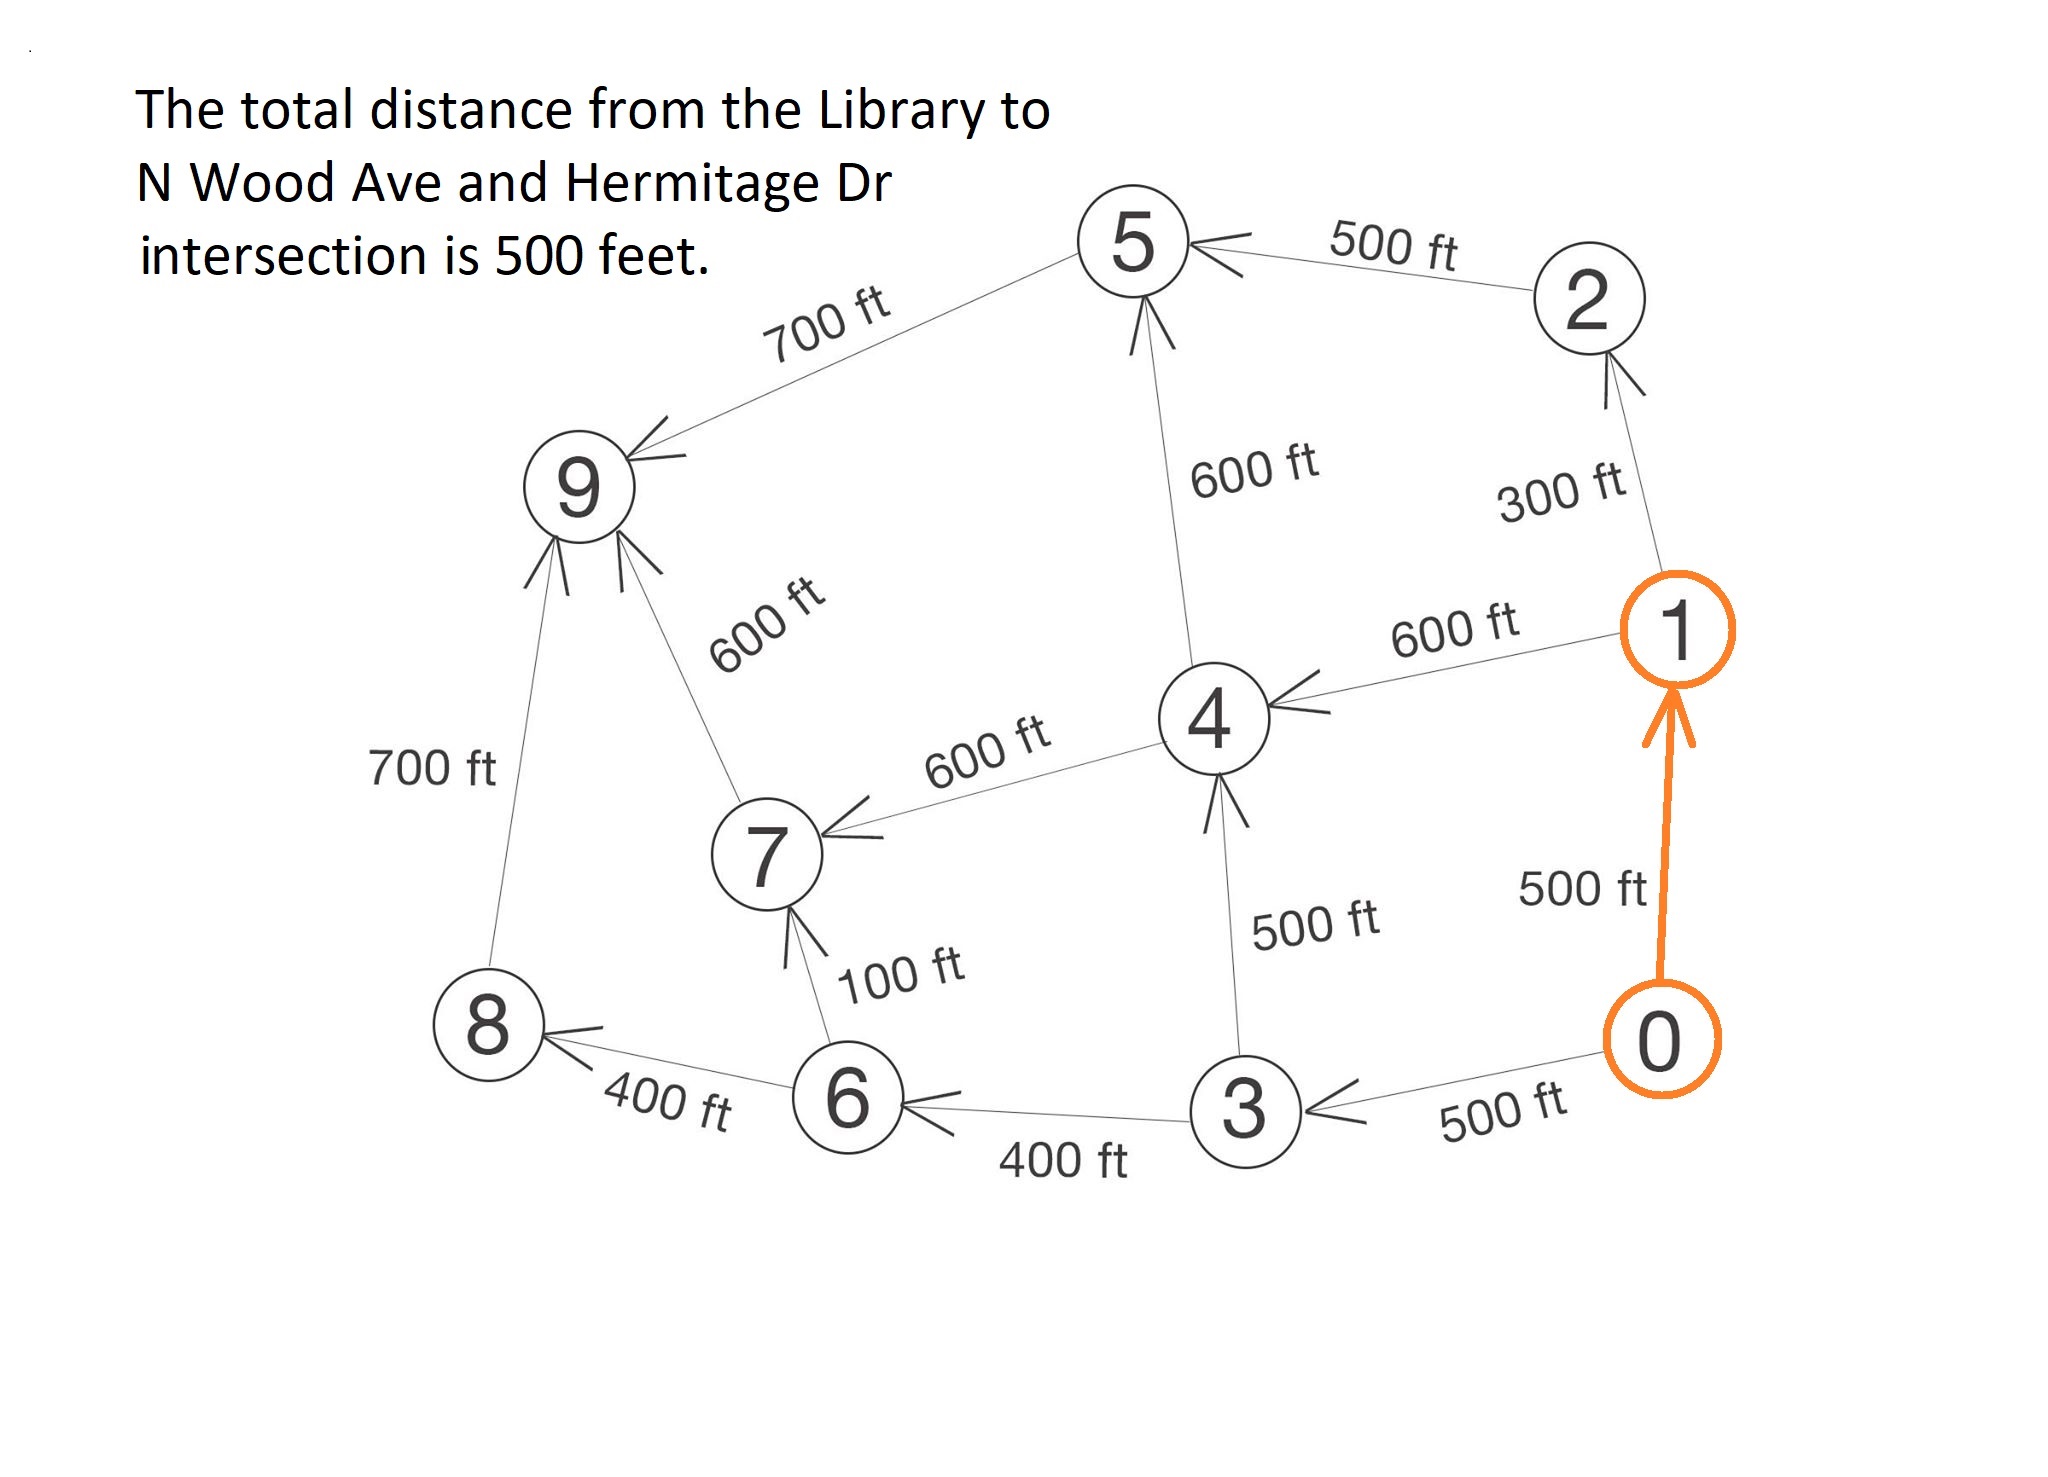 The total distance from the Library to
N Wood Ave and Hermitage Dr
intersection is 500 feet.
5
500 ft
2
700 ft
9
600 ft
300 ft
600 ft
600 ft
1
4
600 ft
700 ft
7
500 ft
500 ft
100 ft
8
0
400 ft
6
3
500 ft
400 ft